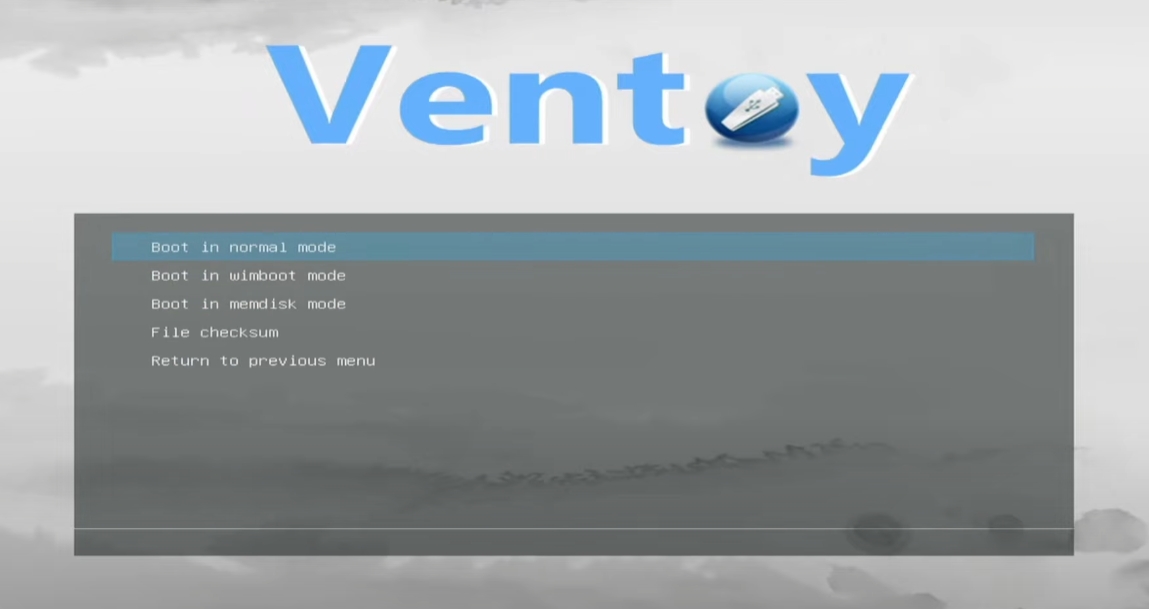 Ventoy
Boot in normal mode
Boot in wimboot mode
Boot in memdisk mode
File checksum
Return to previous menu